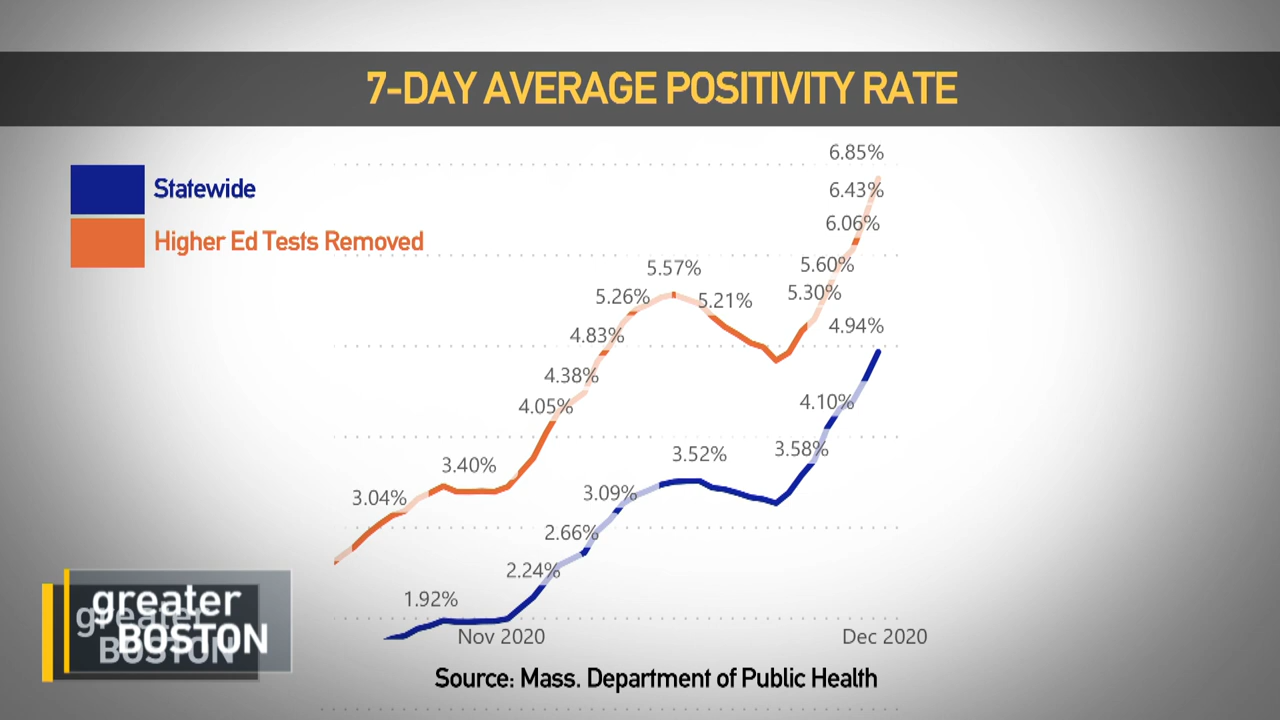 7-DAY AVERAGE POSITIVITY RATE
Statewide
Higher Ed Tests Removed
6.85%
6.43%
6.06%
5.60%
5.30%
5.57%
5.26%
5.21%
4.83%
4.38%
4.05%
3.40%
3.04%
4.94%
4.10%
3.58%
3.52%
3.09%
2.66%
2.24%
1.92%
Nov 2020
Dec 2020
greater
BOSTON
greater
BOSTON
Source: Mass. Department of Public Health